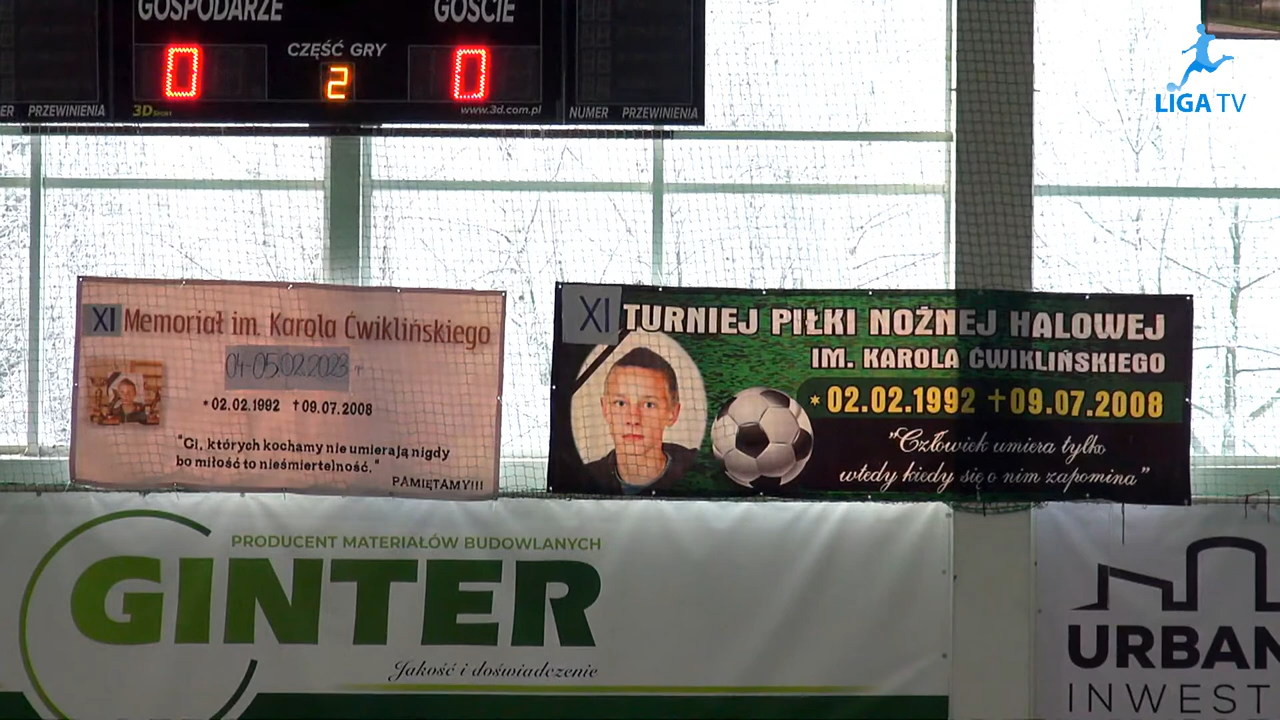 GOSPODARZE
GOŚCIE
CZĘŚĆ GRY
0
2
0
PRZEWINIENIA
3D Sport
www.3d.com.pl
NUMER PRZEWINIENIA
LIGA TV
XI Memoriał im. Karola Ćwiklińskiego
04-05.02.2023 r
* 02.02.1992 † 09.07.2008
"Ci, których kochamy nie umierają nigdy
bo miłość to nieśmiertelność."
PAMIĘTAMY!!!
XI TURNIEJ PIŁKI NOŻNEJ HALOWEJ
IM. KAROLA ĆWIKLIŃSKIEGO
* 02.02.1992 † 09.07.2008
"Człowiek umiera tylko
wtedy kiedy się o nim zapomina"
PRODUCENT MATERIAŁÓW BUDOWLANYCH
GINTER
Jakość i doświadczenie
URBAN
INWEST